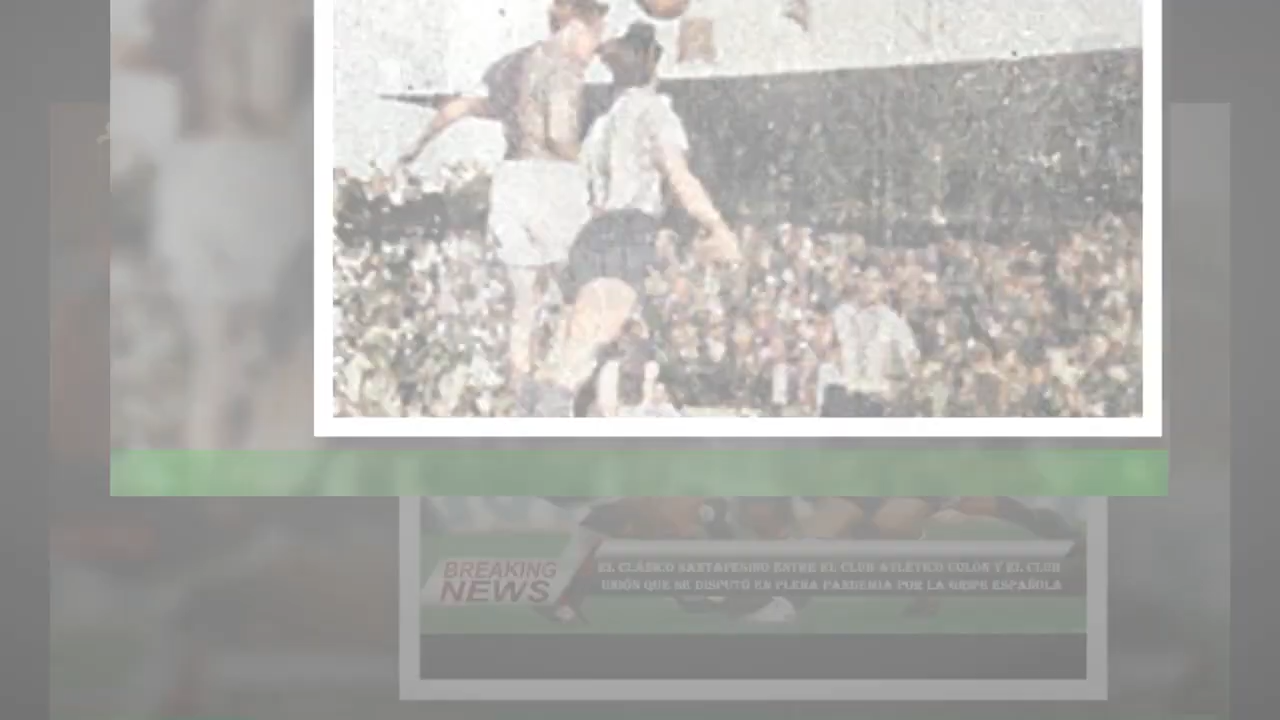 BREAKING
NEWS
EL CLÁSICO SANTAFESINO ENTRE EL CLUB ATLÉTICO COLÓN Y EL CLUB
UNIÓN QUE SE DISPUTÓ EN PLENA PANDEMIA POR LA GRIPE ESPAÑOLA